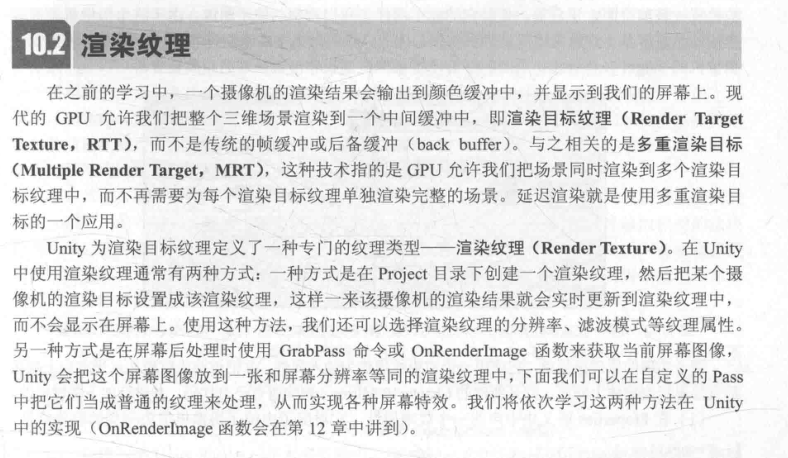 10.2 渲染纹理
在之前的学习中，一个摄像机的渲染结果会输出到颜色缓冲中，并显示到我们的屏幕上。现
代的 GPU 允许我们把整个三维场景渲染到一个中间缓冲中，即渲染目标纹理（Render Target
Texture，RTT），而不是传统的帧缓冲或后备缓冲（back buffer）。与之相关的是多重渲染目标
（Multiple Render Target，MRT），这种技术指的是 GPU 允许我们把场景同时渲染到多个渲染目
标纹理中，而不再需要为每个渲染目标纹理单独渲染完整的场景。延迟渲染就是使用多重渲染目
标的一个应用。
Unity 为渲染目标纹理定义了一种专门的纹理类型——渲染纹理（Render Texture）。在 Unity
中使用渲染纹理通常有两种方式：一种方式是在 Project 目录下创建一个渲染纹理，然后把某个摄
像机的渲染目标设置成该渲染纹理，这样一来该摄像机的渲染结果就会实时更新到渲染纹理中，
而不会显示在屏幕上。使用这种方法，我们还可以选择渲染纹理的分辨率、滤波模式等纹理属性。
另一种方式是在屏幕后处理时使用 GrabPass 命令或 OnRenderImage 函数来获取当前屏幕图像，
Unity 会把这个屏幕图像放到一张和屏幕分辨率等同的渲染纹理中，下面我们可以在自定义的 Pass
中把它们当成普通的纹理来处理，从而实现各种屏幕特效。我们将依次学习这两种方法在 Unity
中的实现（OnRenderImage 函数会在第 12 章中讲到）。